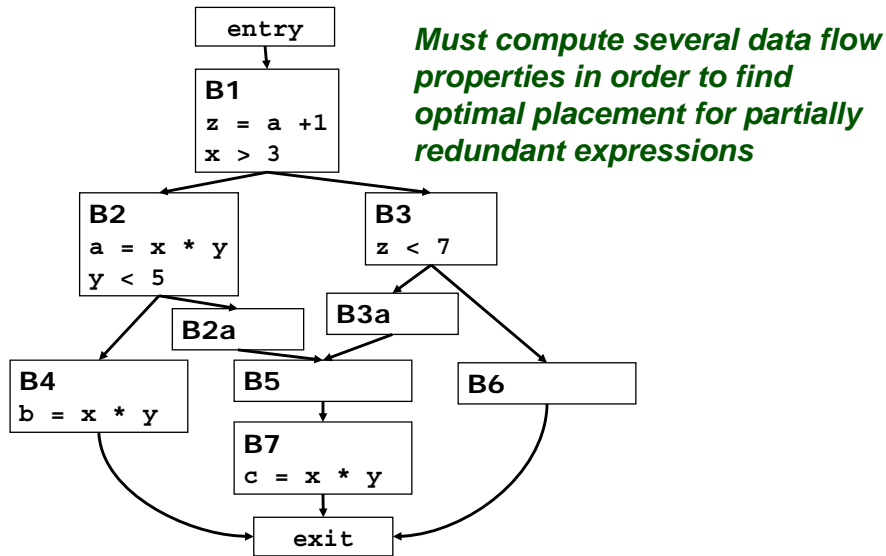 entry
Must compute several data flow
properties in order to find
optimal placement for partially
redundant expressions
B1
z = a +1
x > 3
B2
a = x * y
y < 5
B3
z < 7
B2a
B3a
B4
b = x * y
B5
B6
B7
c = x * y
exit